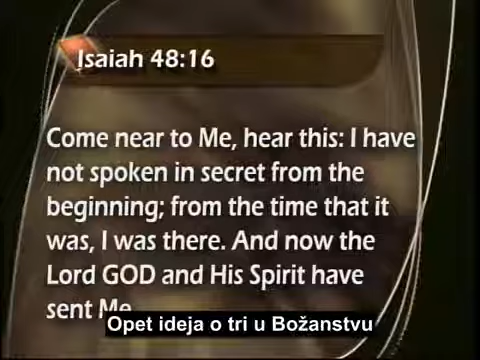 Isaiah 48:16
Come near to Me, hear this: I have
not spoken in secret from the
beginning; from the time that it
was, I was there. And now the
Lord GOD and His Spirit have
sent Me.
Opet ideja o tri u Božanstvu